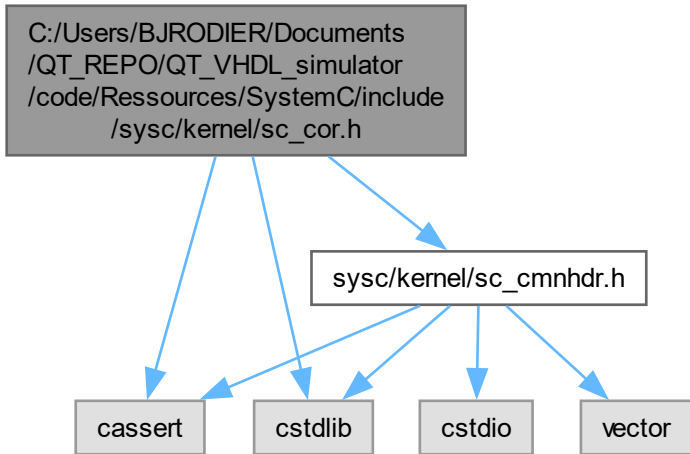 C:/Users/BJRODIER/Documents
/QT_REPO/QT_VHDL_simulator
/code/Ressources/SystemC/include
/sysc/kernel/sc_cor.h
sysc/kernel/sc_cmnhdr.h
cassert
cstdlib
cstdio
vector